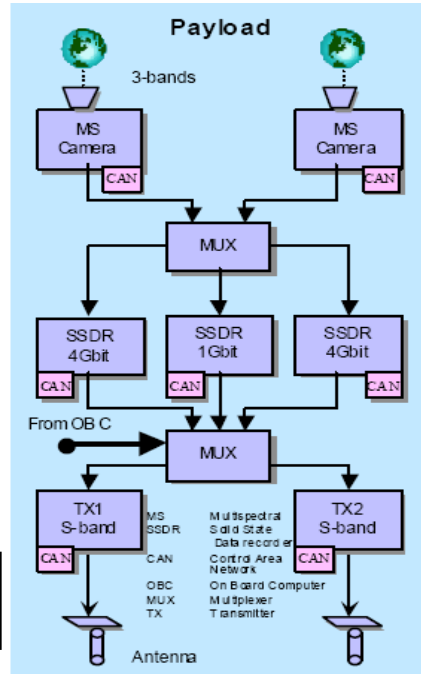 Payload
3-bands
MS
Camera
CAN
MS
Camera
CAN
MUX
SSDR
4Gbit
CAN
SSDR
1Gbit
CAN
SSDR
4Gbit
CAN
From OBC
MUX
TX1
S-band
CAN
TX2
S-band
CAN
MS Multispectral
SSDR Solid State
Data recorder
CAN Control Area
Network
OBC On Board Computer
MUX Multiplexer
TX Transmitter
Antenna